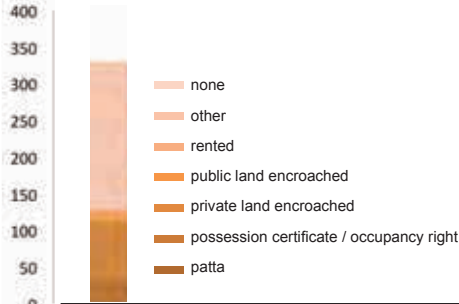 400
350
300
250
200
150
100
50
0
none
other
rented
public land encroached
private land encroached
possession certificate / occupancy right
patta